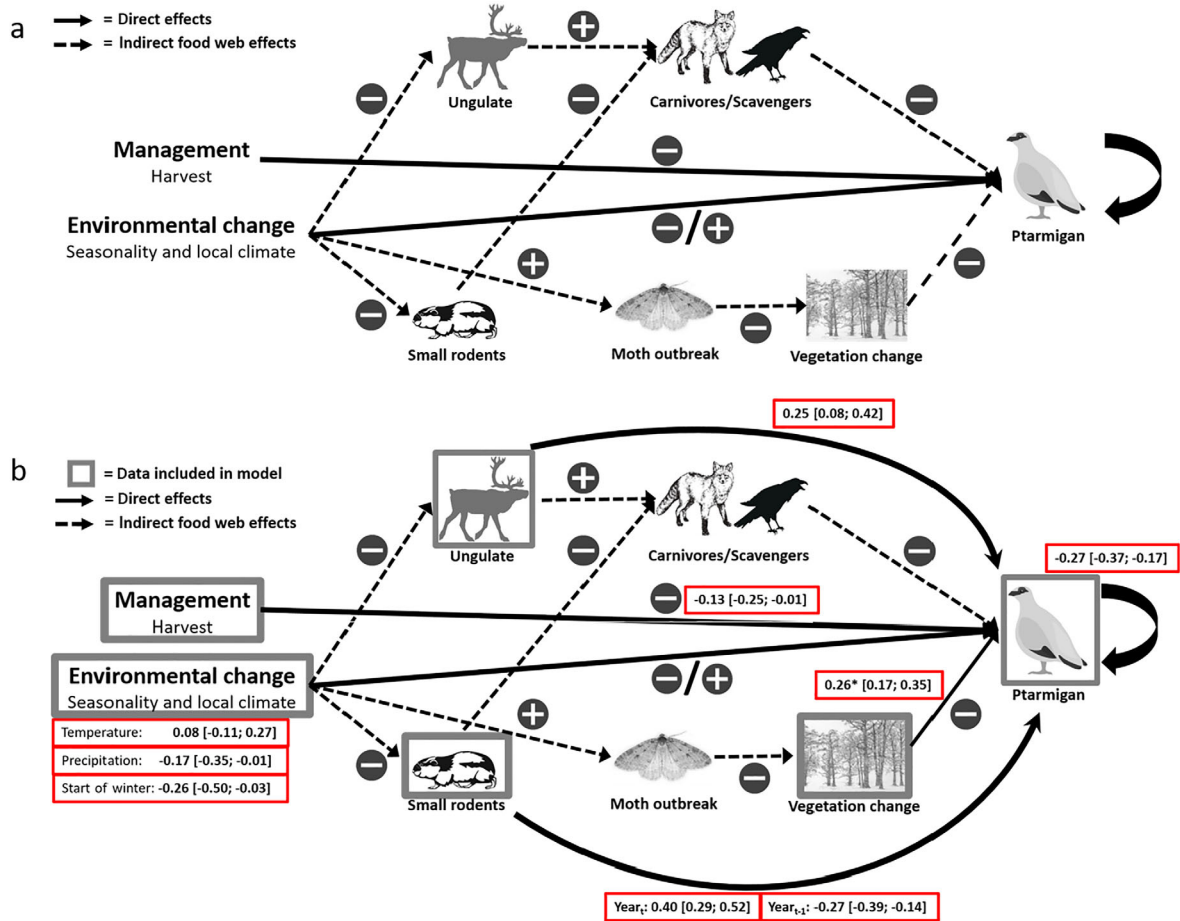 a
= Direct effects
= Indirect food web effects
+
−
−
−
Ungulate
Carnivores/Scavengers
Management
Harvest
−
Environmental change
Seasonality and local climate
−/+
Ptarmigan
+
−
−
−
Small rodents
Moth outbreak
Vegetation change
0.25 [0.08; 0.42]
b
= Data included in model
= Direct effects
= Indirect food web effects
+
−
−
−
Ungulate
Carnivores/Scavengers
-0.27 [-0.37; -0.17]
Management
Harvest
−
-0.13 [-0.25; -0.01]
Environmental change
Seasonality and local climate
−/+
0.26* [0.17; 0.35]
Ptarmigan
Temperature: 0.08 [-0.11; 0.27]
Precipitation: -0.17 [-0.35; -0.01]
Start of winter: -0.26 [-0.50; -0.03]
+
−
−
−
Small rodents
Moth outbreak
Vegetation change
Yeart: 0.40 [0.29; 0.52] Yeart-1: -0.27 [-0.39; -0.14]